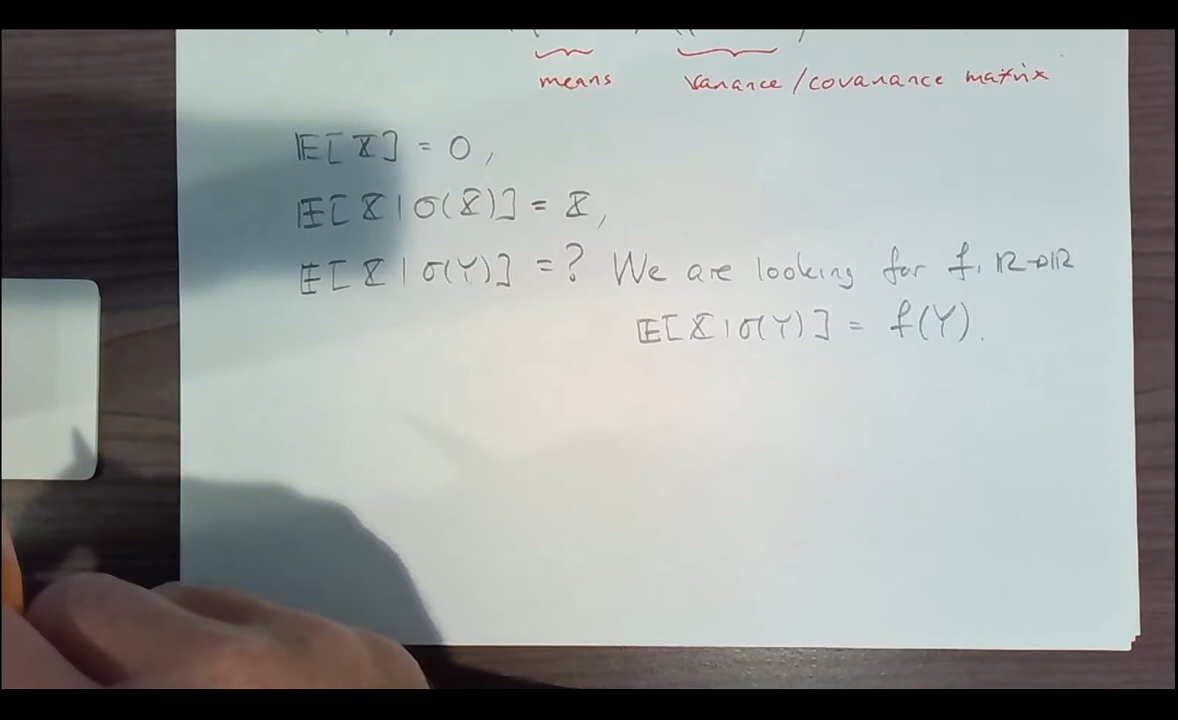 means variance/covariance matrix
𝔼[X] = 0,
𝔼[X|σ(X)] = X,
𝔼[X|σ(Y)] =? We are looking for f: ℝ→ℝ
𝔼[X|σ(Y)] = f(Y).